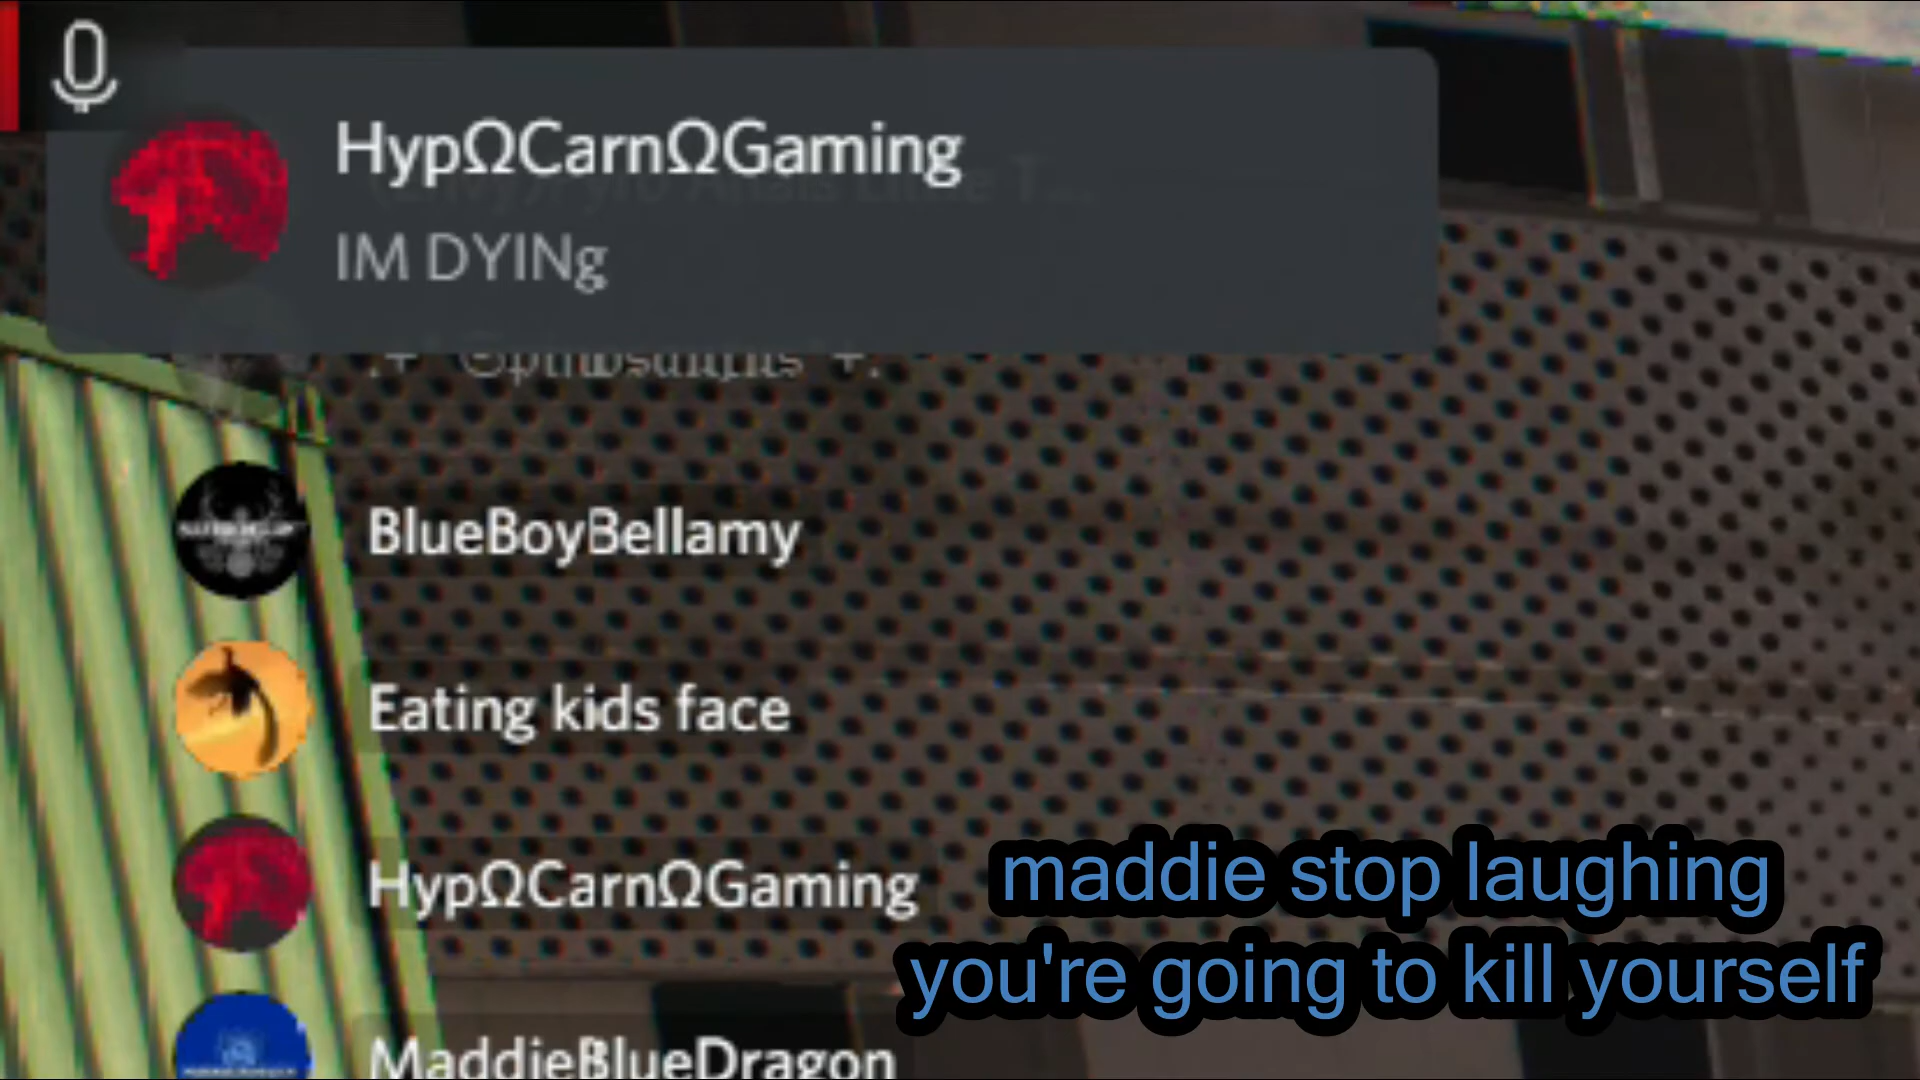 HypΩCarnΩGaming
IM DYINg
BlueBoyBellamy
Eating kids face
HypΩCarnΩGaming
maddie stop laughing
you're going to kill yourself
MaddieBlueDragon